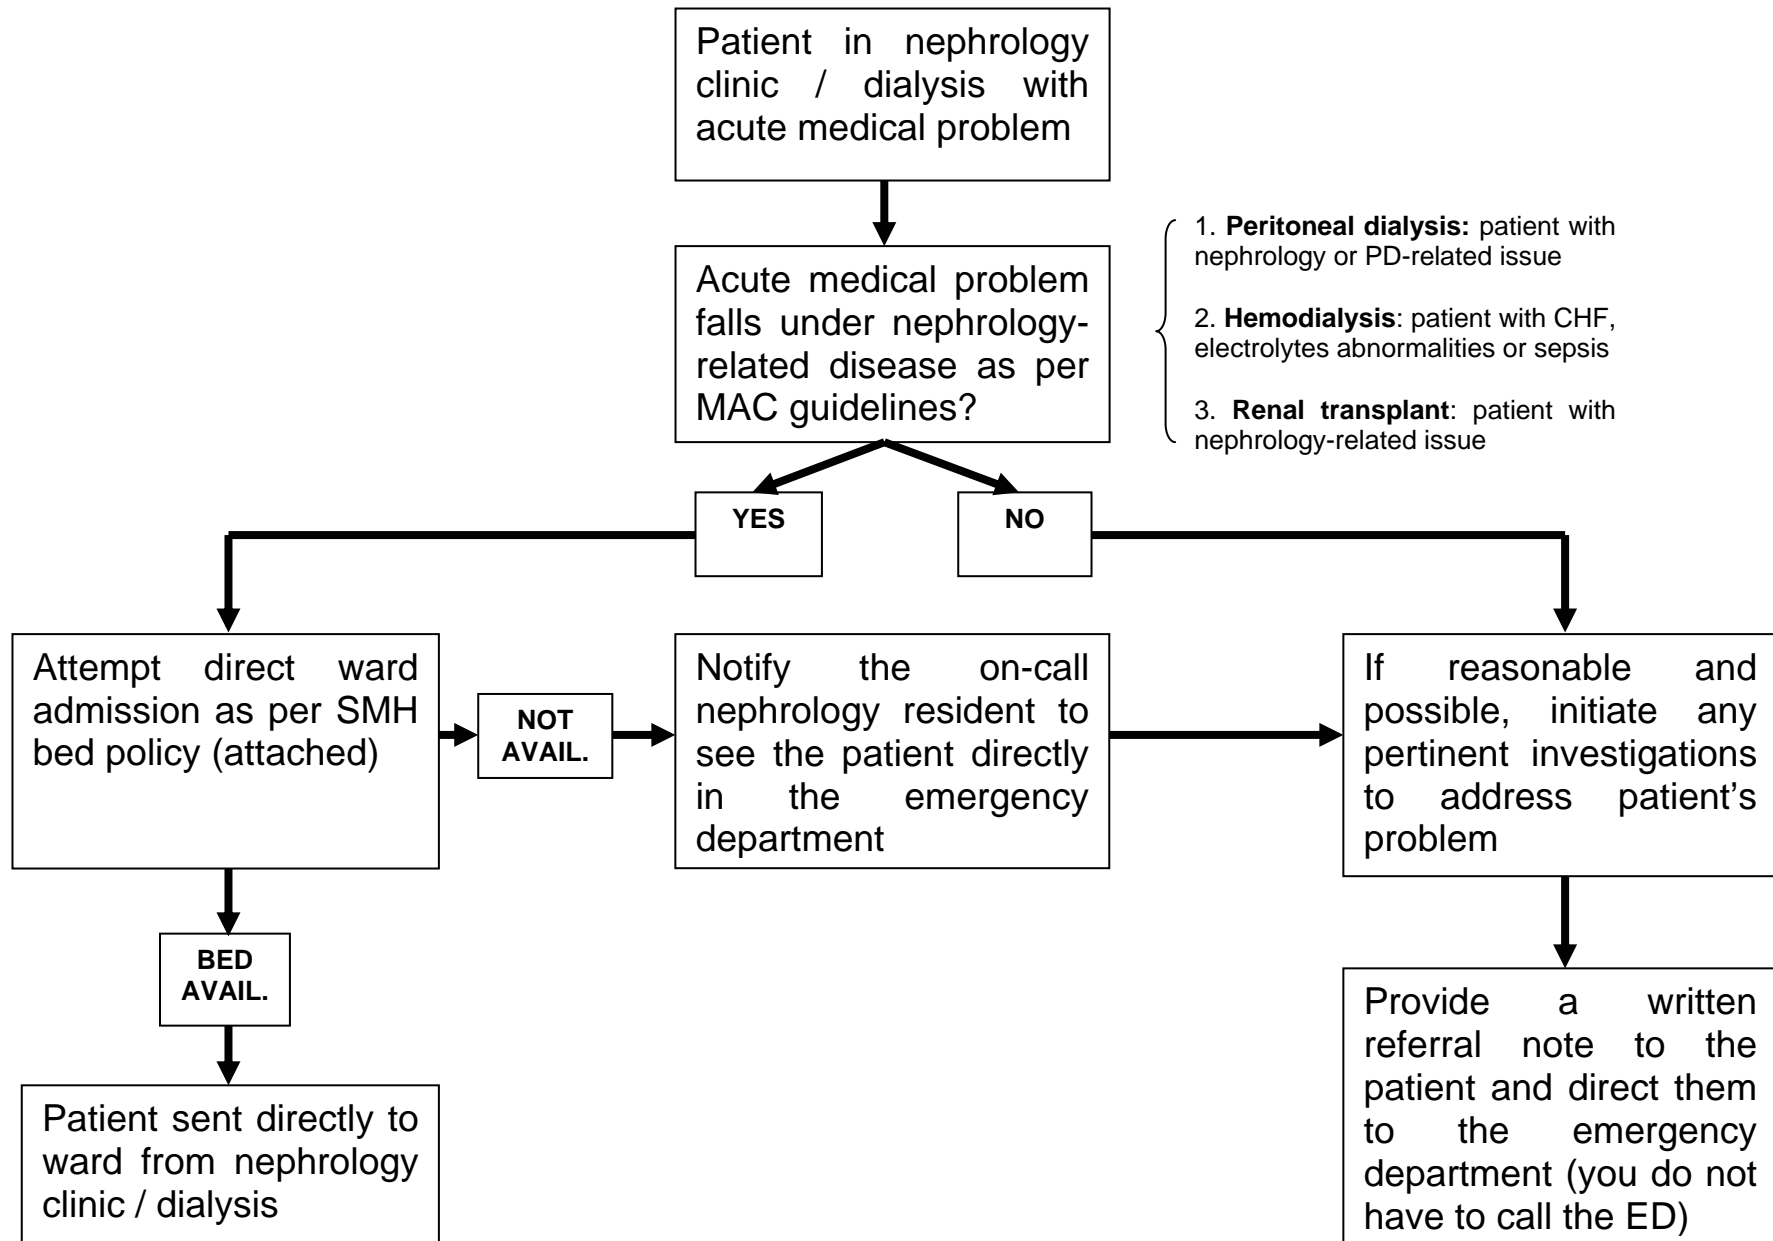 Patient in nephrology
clinic / dialysis with
acute medical problem
Acute medical problem
falls under nephrology-
related disease as per
MAC guidelines?
1. Peritoneal dialysis: patient with
nephrology or PD-related issue
2. Hemodialysis: patient with CHF,
electrolytes abnormalities or sepsis
3. Renal transplant: patient with
nephrology-related issue
YES
NO
Attempt direct ward
admission as per SMH
bed policy (attached)
NOT
AVAIL.
Notify the on-call
nephrology resident to
see the patient directly
in the emergency
department
If reasonable and
possible, initiate any
pertinent investigations
to address patient’s
problem
BED
AVAIL.
Patient sent directly to
ward from nephrology
clinic / dialysis
Provide a written
referral note to the
patient and direct them
to the emergency
department (you do not
have to call the ED)